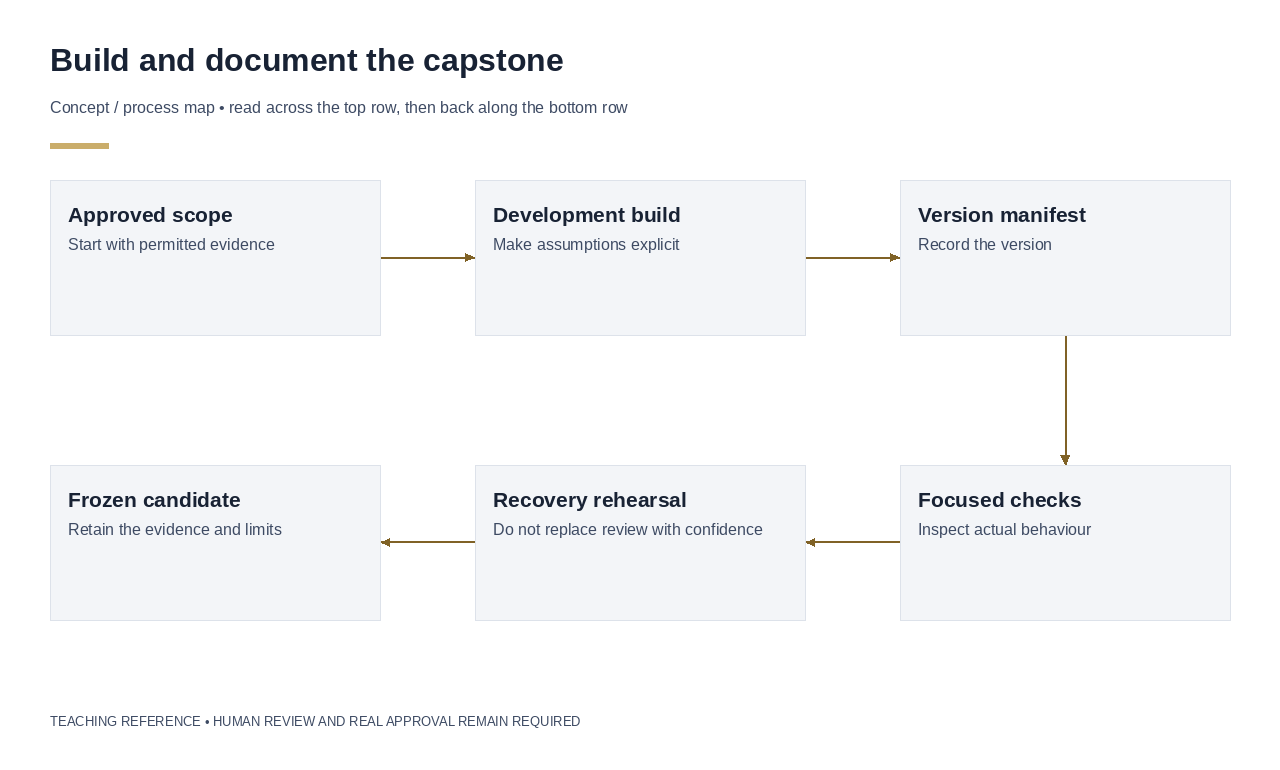 Build and document the capstone
Concept / process map • read across the top row, then back along the bottom row
Approved scope
Start with permitted evidence
Development build
Make assumptions explicit
Version manifest
Record the version
Focused checks
Inspect actual behaviour
Recovery rehearsal
Do not replace review with confidence
Frozen candidate
Retain the evidence and limits
TEACHING REFERENCE • HUMAN REVIEW AND REAL APPROVAL REMAIN REQUIRED